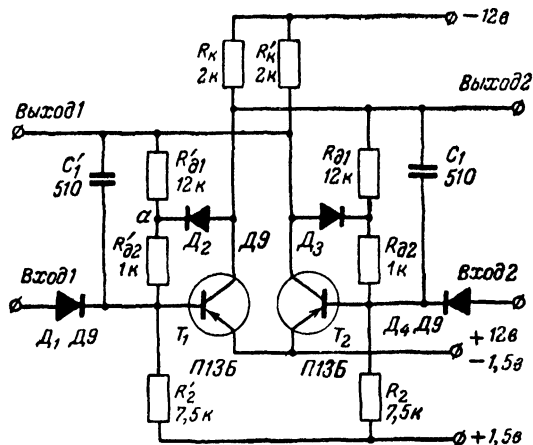 − 12в
Rк
2к
R′к
2к
Выход1
Выход2
C′1
510
R′д1
12к
Rд1
12к
C1
510
а
Д2
Д9
Д3
R′д2
1к
Rд2
1к
Вход1
Вход2
Д1 Д9
Т1
Т2
Д4 Д9
+ 12в
− 1,5в
П13Б
П13Б
R′2
7,5к
R2
7,5к
+1,5в